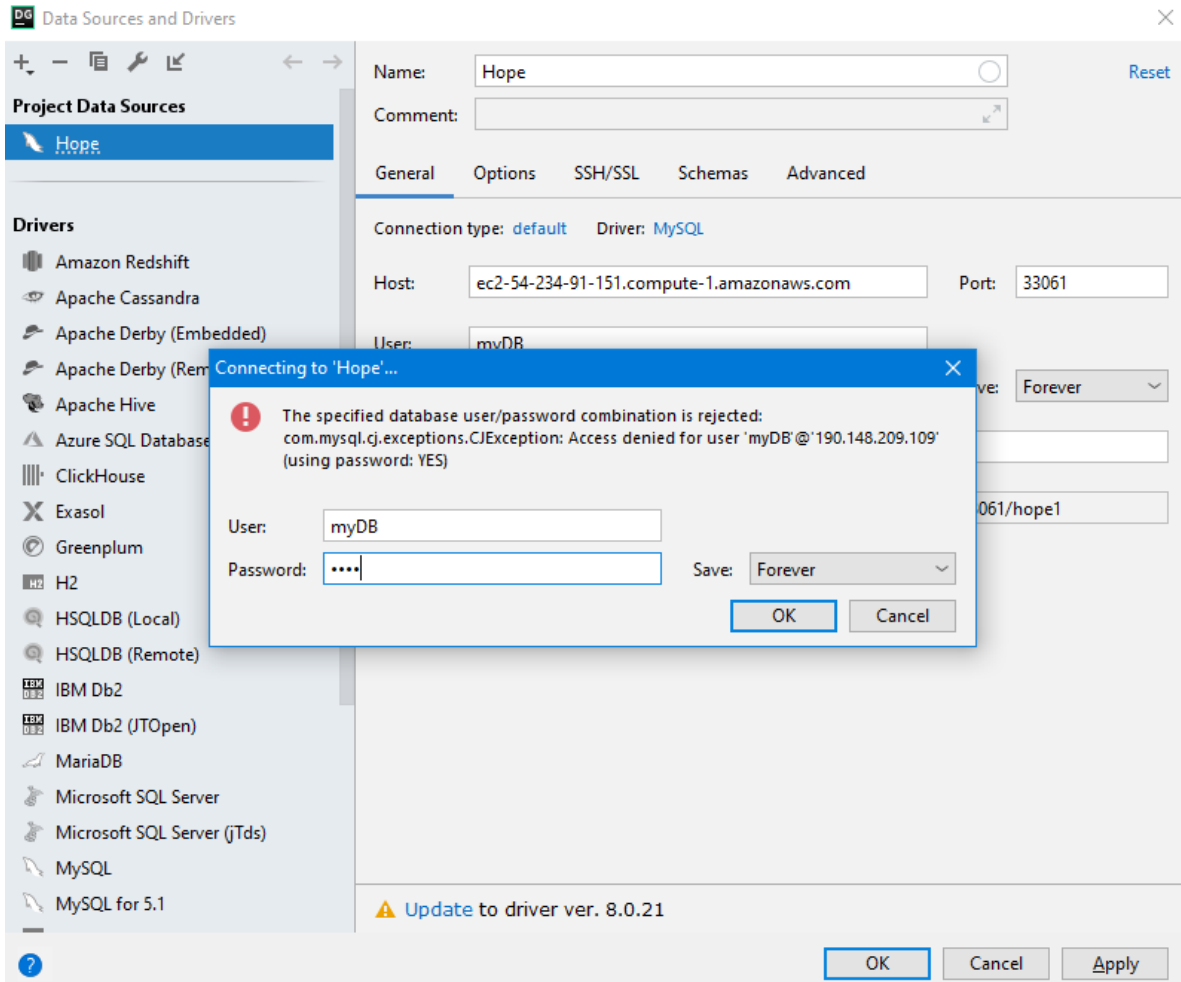 DG Data Sources and Drivers
Project Data Sources
Hope
Drivers
Amazon Redshift
Apache Cassandra
Apache Derby (Embedded)
Apache Derby (Rem
Apache Hive
Azure SQL Database
ClickHouse
Exasol
Greenplum
H2 H2
HSQLDB (Local)
HSQLDB (Remote)
IBM Db2
IBM Db2 (JTOpen)
MariaDB
Microsoft SQL Server
Microsoft SQL Server (jTds)
MySQL
MySQL for 5.1
Name: Hope Reset
Comment:
General Options SSH/SSL Schemas Advanced
Connection type: default Driver: MySQL
Host: ec2-54-234-91-151.compute-1.amazonaws.com Port: 33061
User: myDB
ve: Forever
061/hope1
Connecting to 'Hope'...
The specified database user/password combination is rejected:
com.mysql.cj.exceptions.CJException: Access denied for user 'myDB'@'190.148.209.109'
(using password: YES)
User: myDB
Password: •••• Save: Forever
OK Cancel
Update to driver ver. 8.0.21
? OK Cancel Apply